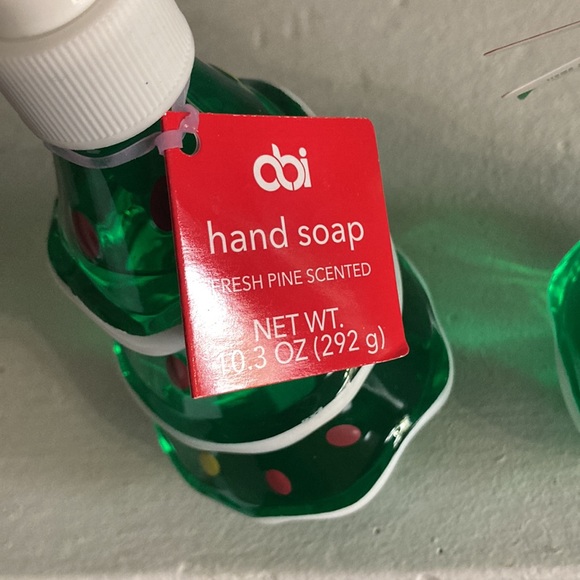 abi
hand soap
FRESH PINE SCENTED
NET WT.
10.3 OZ (292 g)